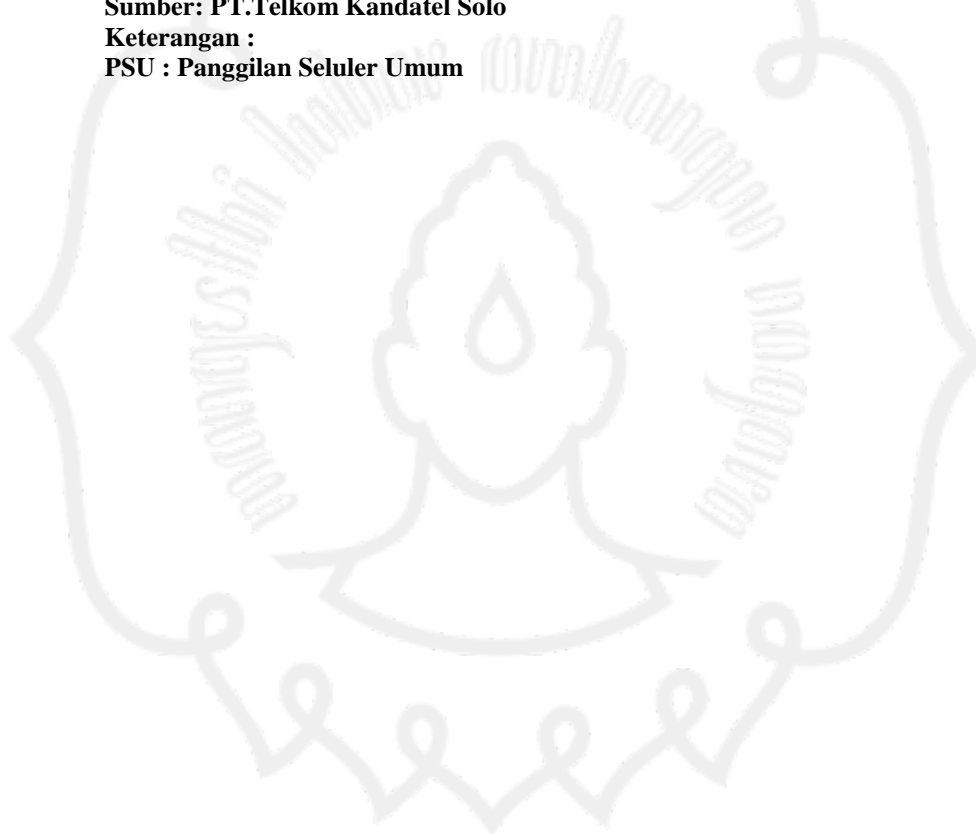 Sumber: PT.Telkom Kandatel Solo
Keterangan :
PSU : Panggilan Seluler Umum